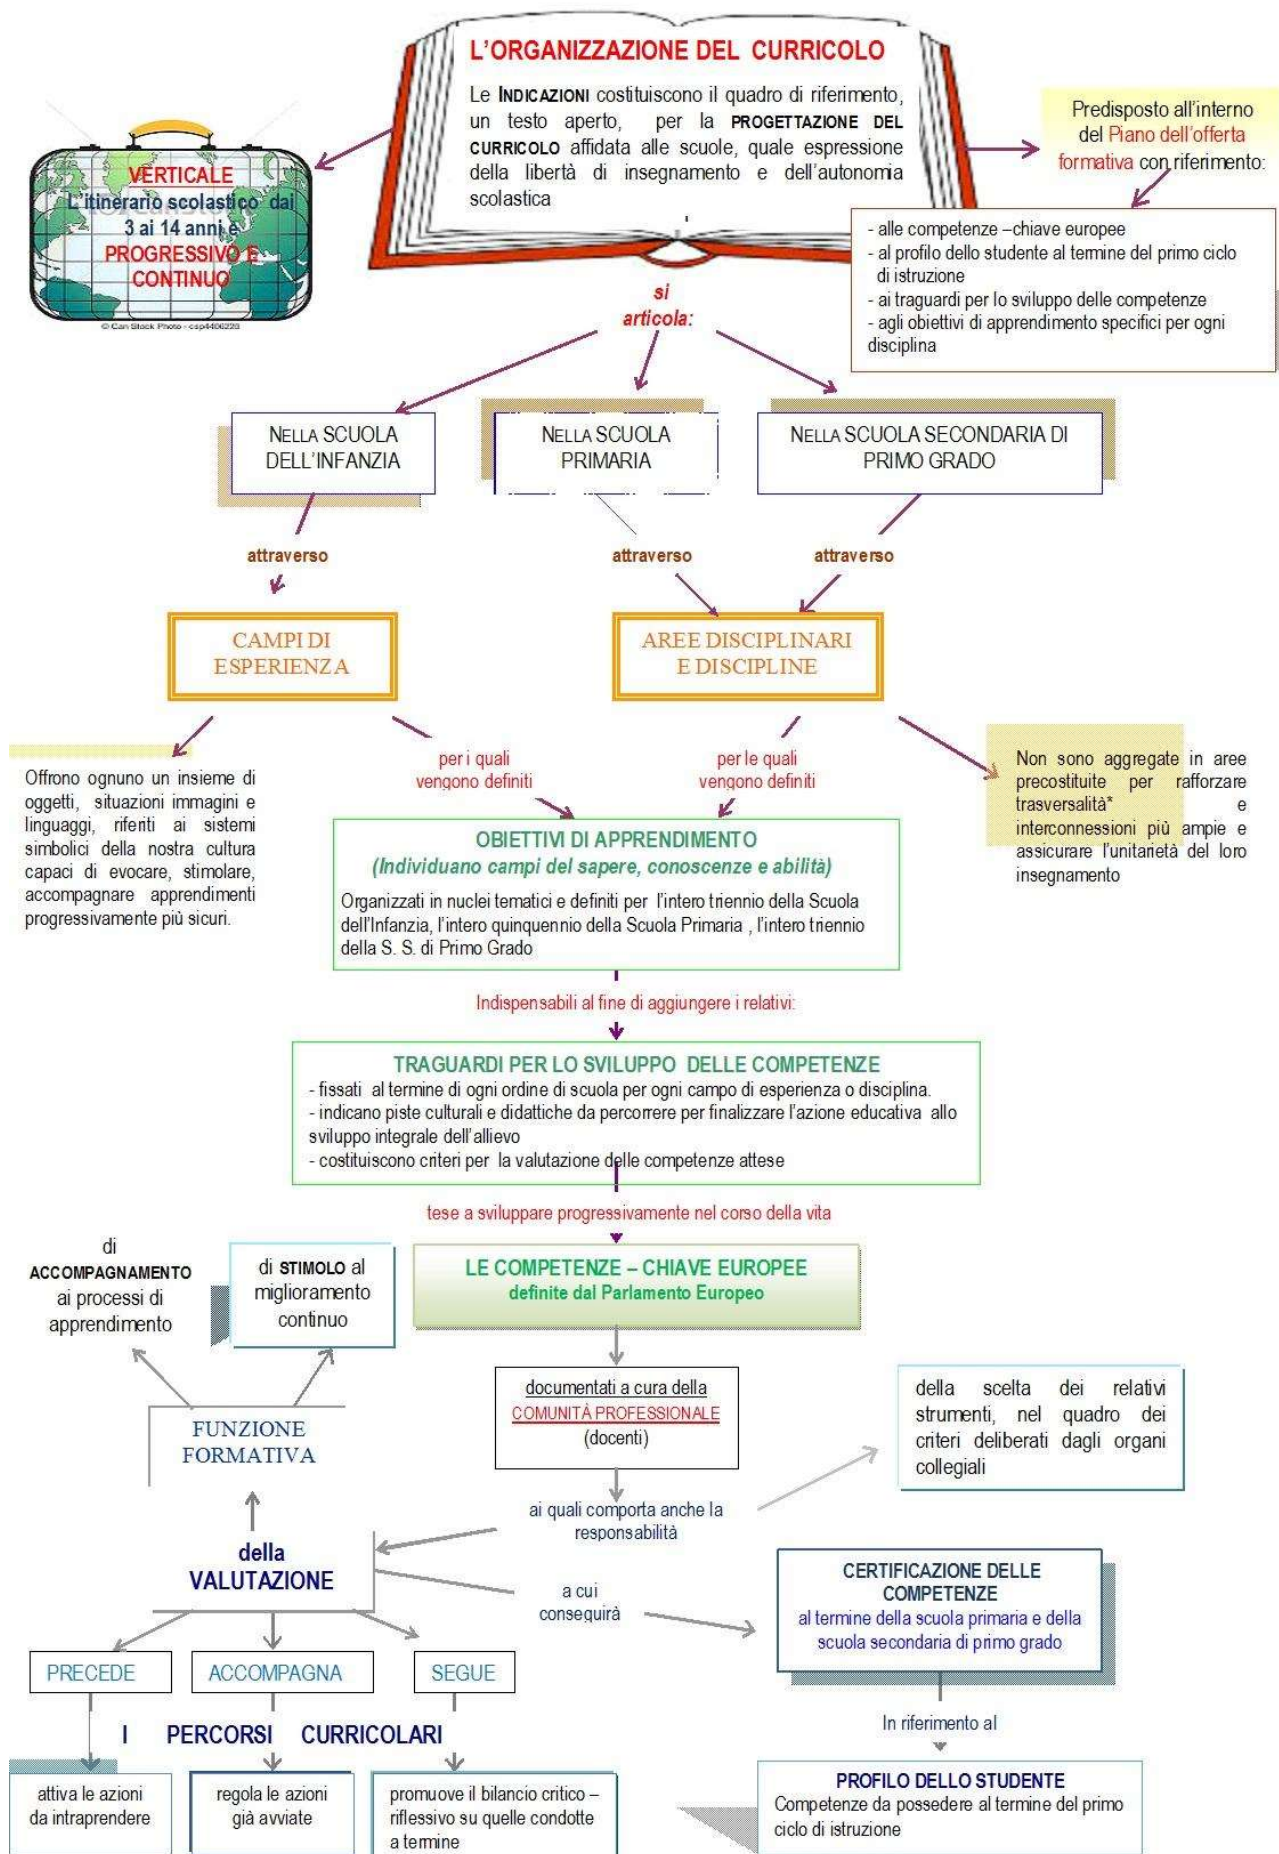 L'ORGANIZZAZIONE DEL CURRICOLO
Le INDICAZIONI costituiscono il quadro di riferimento,
un testo aperto, per la PROGETTAZIONE DEL
CURRICOLO affidata alle scuole, quale espressione
della libertà di insegnamento e dell'autonomia
scolastica
VERTICALE
L'itinerario scolastico dai
3 ai 14 anni è
PROGRESSIVO E
CONTINUO
© Can Stock Photo - csp4406223
Predisposto all'interno
del Piano dell'offerta
formativa con riferimento:
- alle competenze –chiave europee
- al profilo dello studente al termine del primo ciclo
di istruzione
- ai traguardi per lo sviluppo delle competenze
- agli obiettivi di apprendimento specifici per ogni
disciplina
si
articola:
NELLA SCUOLA
DELL'INFANZIA
NELLA SCUOLA
PRIMARIA
NELLA SCUOLA SECONDARIA DI
PRIMO GRADO
attraverso
attraverso
attraverso
CAMPI DI
ESPERIENZA
AREE DISCIPLINARI
E DISCIPLINE
Offrono ognuno un insieme di
oggetti, situazioni immagini e
linguaggi, riferiti ai sistemi
simbolici della nostra cultura
capaci di evocare, stimolare,
accompagnare apprendimenti
progressivamente più sicuri.
per i quali
vengono definiti
per le quali
vengono definiti
Non sono aggregate in aree
precostituite per rafforzare
trasversalità* e
interconnessioni più ampie e
assicurare l'unitarietà del loro
insegnamento
OBIETTIVI DI APPRENDIMENTO
(Individuano campi del sapere, conoscenze e abilità)
Organizzati in nuclei tematici e definiti per l'intero triennio della Scuola
dell'Infanzia, l'intero quinquennio della Scuola Primaria , l'intero triennio
della S. S. di Primo Grado
Indispensabili al fine di aggiungere i relativi:
TRAGUARDI PER LO SVILUPPO DELLE COMPETENZE
- fissati al termine di ogni ordine di scuola per ogni campo di esperienza o disciplina.
- indicano piste culturali e didattiche da percorrere per finalizzare l'azione educativa allo
sviluppo integrale dell'allievo
- costituiscono criteri per la valutazione delle competenze attese
tese a sviluppare progressivamente nel corso della vita
LE COMPETENZE – CHIAVE EUROPEE
definite dal Parlamento Europeo
di
ACCOMPAGNAMENTO
ai processi di
apprendimento
di STIMOLO al
miglioramento
continuo
documentati a cura della
COMUNITÀ PROFESSIONALE
(docenti)
della scelta dei relativi
strumenti, nel quadro dei
criteri deliberati dagli organi
collegiali
FUNZIONE
FORMATIVA
ai quali comporta anche la
responsabilità
della
VALUTAZIONE
a cui
conseguirà
CERTIFICAZIONE DELLE
COMPETENZE
al termine della scuola primaria e della
scuola secondaria di primo grado
PRECEDE
ACCOMPAGNA
SEGUE
I PERCORSI CURRICOLARI
In riferimento al
attiva le azioni
da intraprendere
regola le azioni
già avviate
promuove il bilancio critico –
riflessivo su quelle condotte
a termine
PROFILO DELLO STUDENTE
Competenze da possedere al termine del primo
ciclo di istruzione